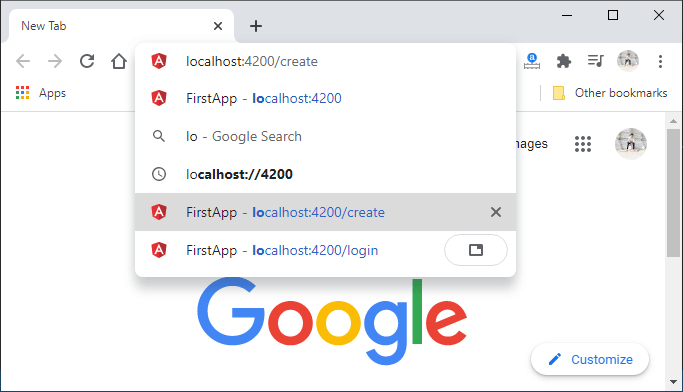 New Tab
localhost:4200/create
FirstApp - localhost:4200
lo - Google Search
localhost://4200
FirstApp - localhost:4200/create
FirstApp - localhost:4200/login
Apps
Other bookmarks
Google
Customize